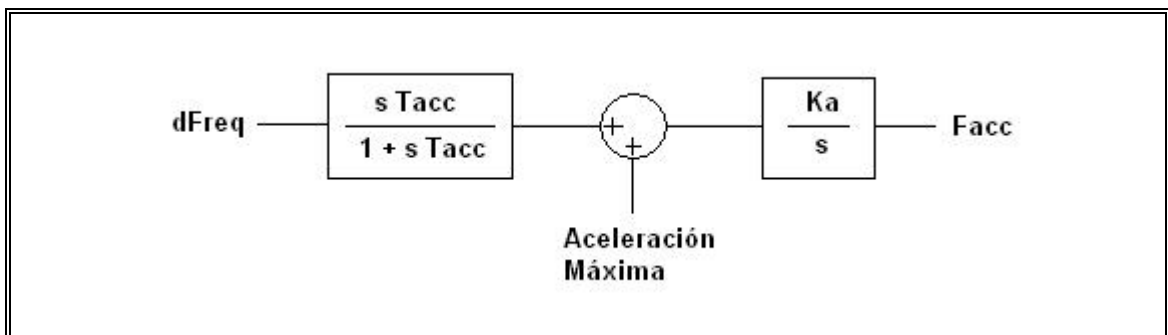 s Tacc
1 + s Tacc
dFreq
+
+
Ka
s
Facc
Aceleración
Máxima